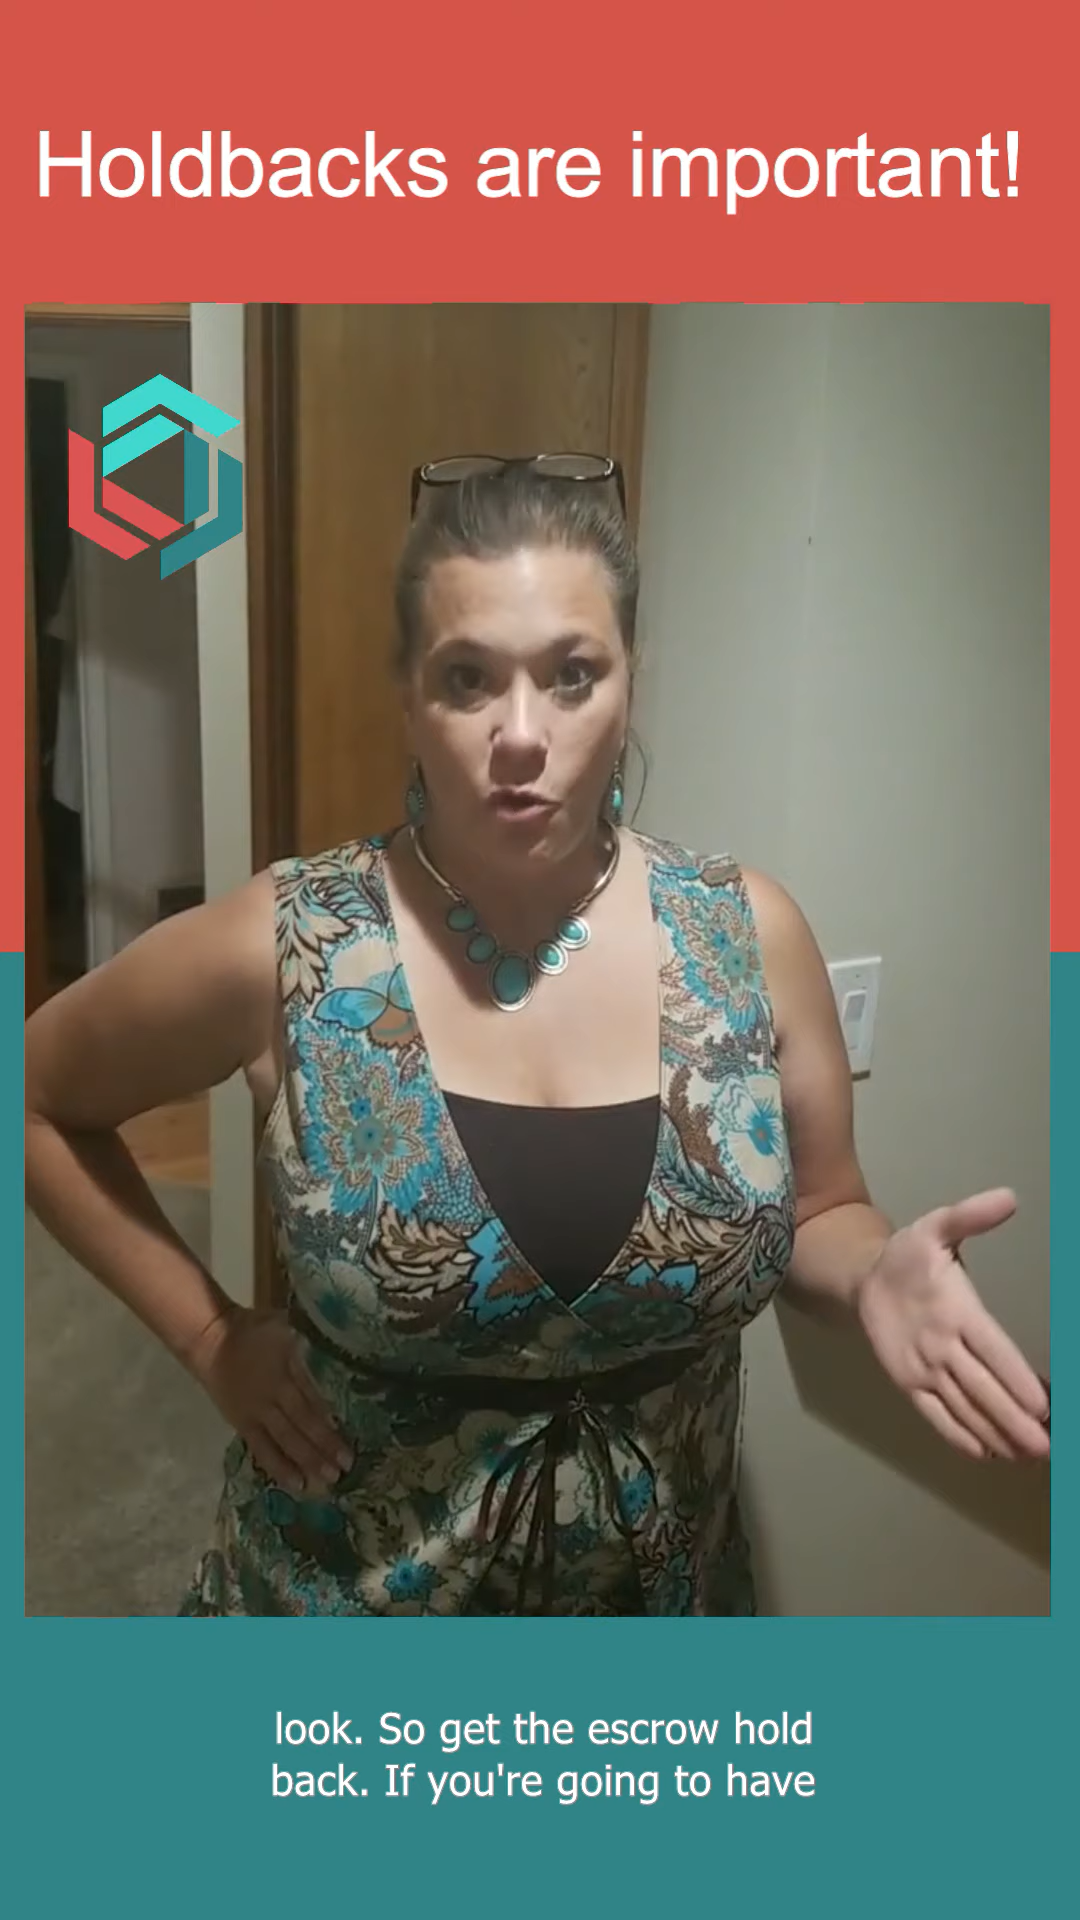 Holdbacks are important!
look. So get the escrow hold
back. If you're going to have